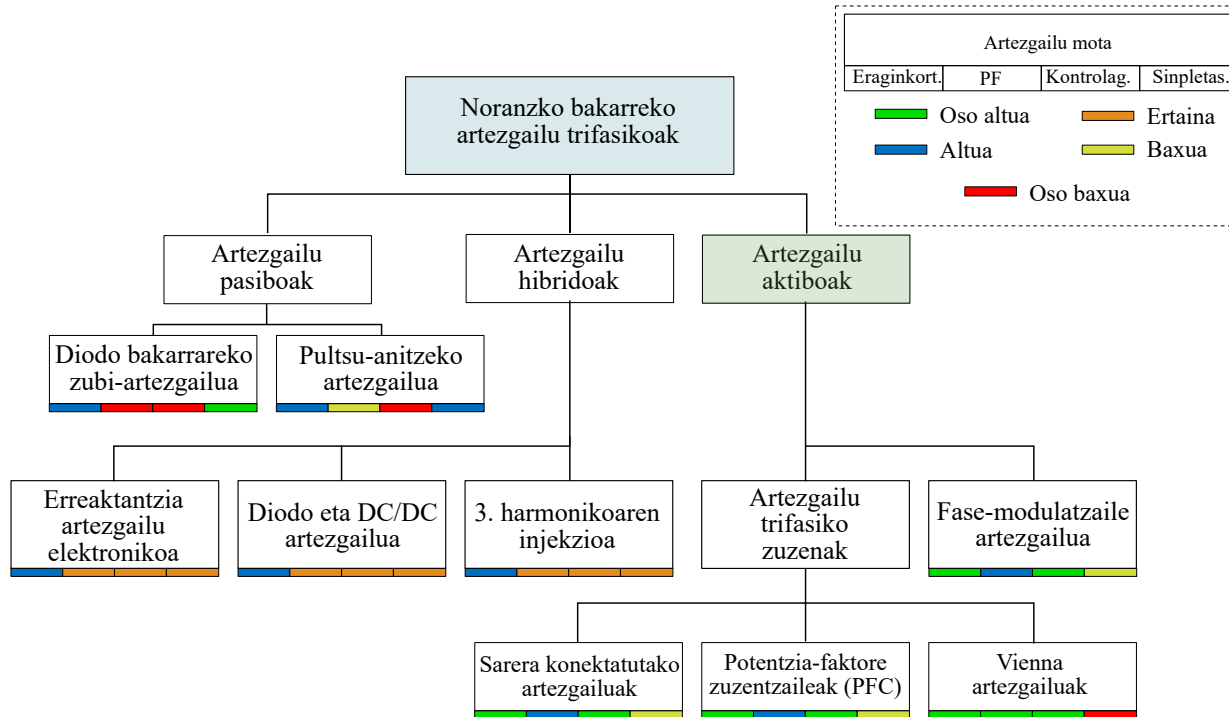 Artezgailu mota
Eraginkort. PF Kontrolag. Sinpletas.
Oso altua Ertaina
Altua Baxua
Oso baxua
Noranzko bakarreko
artezgailu trifasikoak
Artezgailu
pasiboak
Artezgailu
hibridoak
Artezgailu
aktiboak
Diodo bakarrareko
zubi-artezgailua
Pultsu-anitzeko
artezgailua
Erreaktantzia
artezgailu
elektronikoa
Diodo eta DC/DC
artezgailua
3. harmonikoaren
injekzioa
Artezgailu
trifasiko
zuzenak
Fase-modulatzaile
artezgailua
Sarera konektatutako
artezgailuak
Potentzia-faktore
zuzentzaileak (PFC)
Vienna
artezgailuak